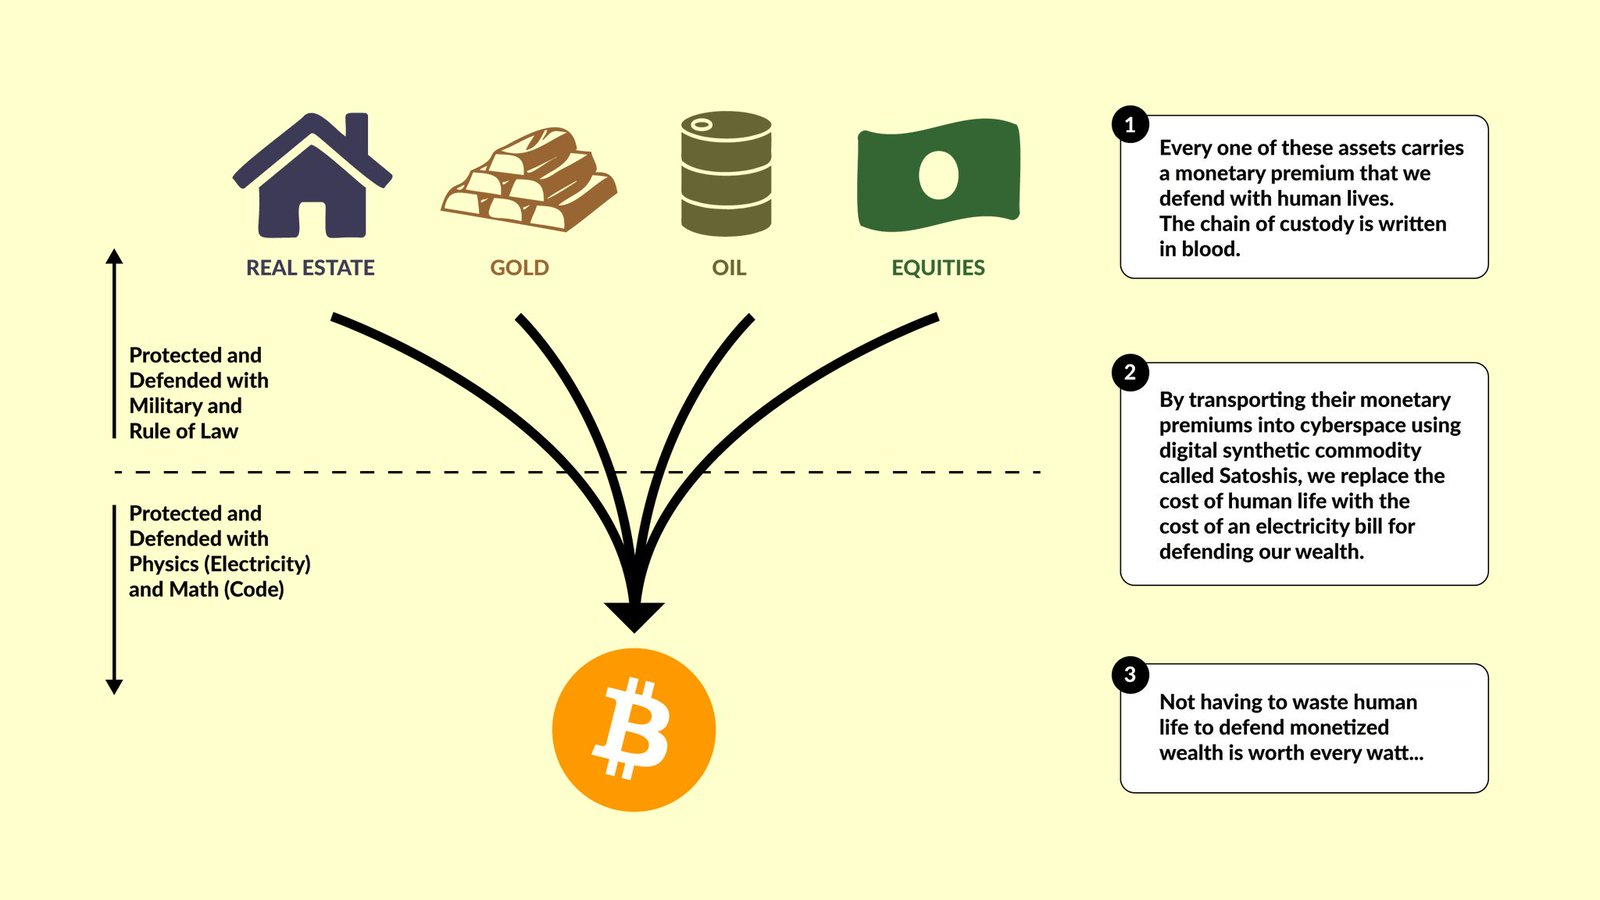 REAL ESTATE
GOLD
OIL
EQUITIES
Protected and
Defended with
Military and
Rule of Law
Protected and
Defended with
Physics (Electricity)
and Math (Code)
1
Every one of these assets carries
a monetary premium that we
defend with human lives.
The chain of custody is written
in blood.
2
By transporting their monetary
premiums into cyberspace using
digital synthetic commodity
called Satoshis, we replace the
cost of human life with the
cost of an electricity bill for
defending our wealth.
3
Not having to waste human
life to defend monetized
wealth is worth every watt...